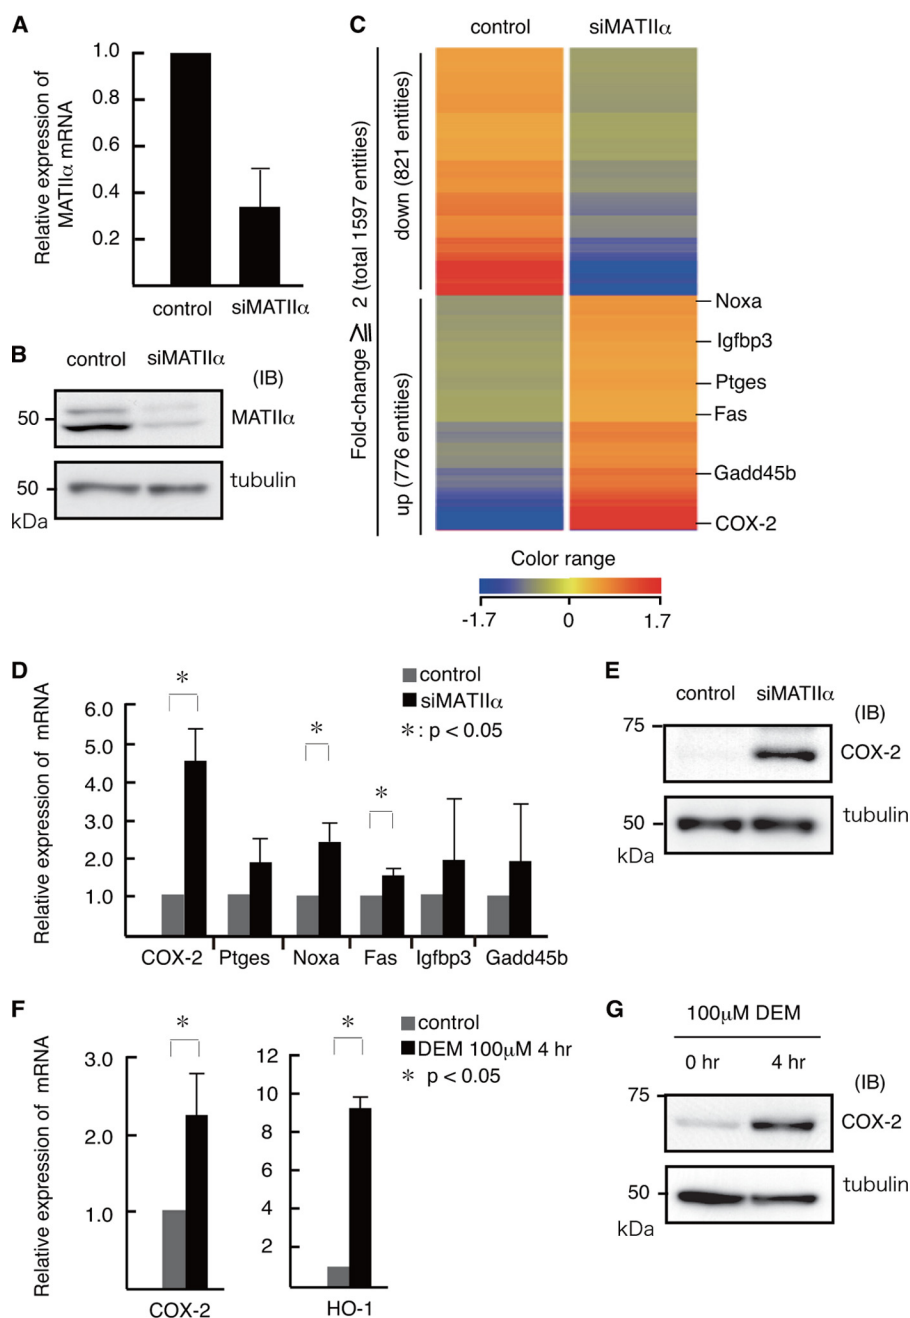 A
Relative expression of
MATIIα mRNA
1.0
0.8
0.6
0.4
0.2
control
siMATIIα
B
control
siMATIIα
(IB)
50
MATIIα
50
tubulin
kDa
C
control
siMATIIα
Fold-change ≧ 2 (total 1597 entities)
down (821 entities)
up (776 entities)
Noxa
Igfbp3
Ptges
Fas
Gadd45b
COX-2
Color range
-1.7
0
1.7
D
control
siMATIIα
*: p < 0.05
Relative expression of mRNA
6.0
5.0
4.0
3.0
2.0
1.0
*
*
*
COX-2
Ptges
Noxa
Fas
Igfbp3
Gadd45b
E
control
siMATIIα
(IB)
75
COX-2
50
tubulin
kDa
F
control
DEM 100μM 4 hr
* p < 0.05
Relative expression of mRNA
3.0
2.0
1.0
*
COX-2
12
10
8
6
4
2
*
HO-1
G
100μM DEM
0 hr
4 hr
(IB)
75
COX-2
50
tubulin
kDa